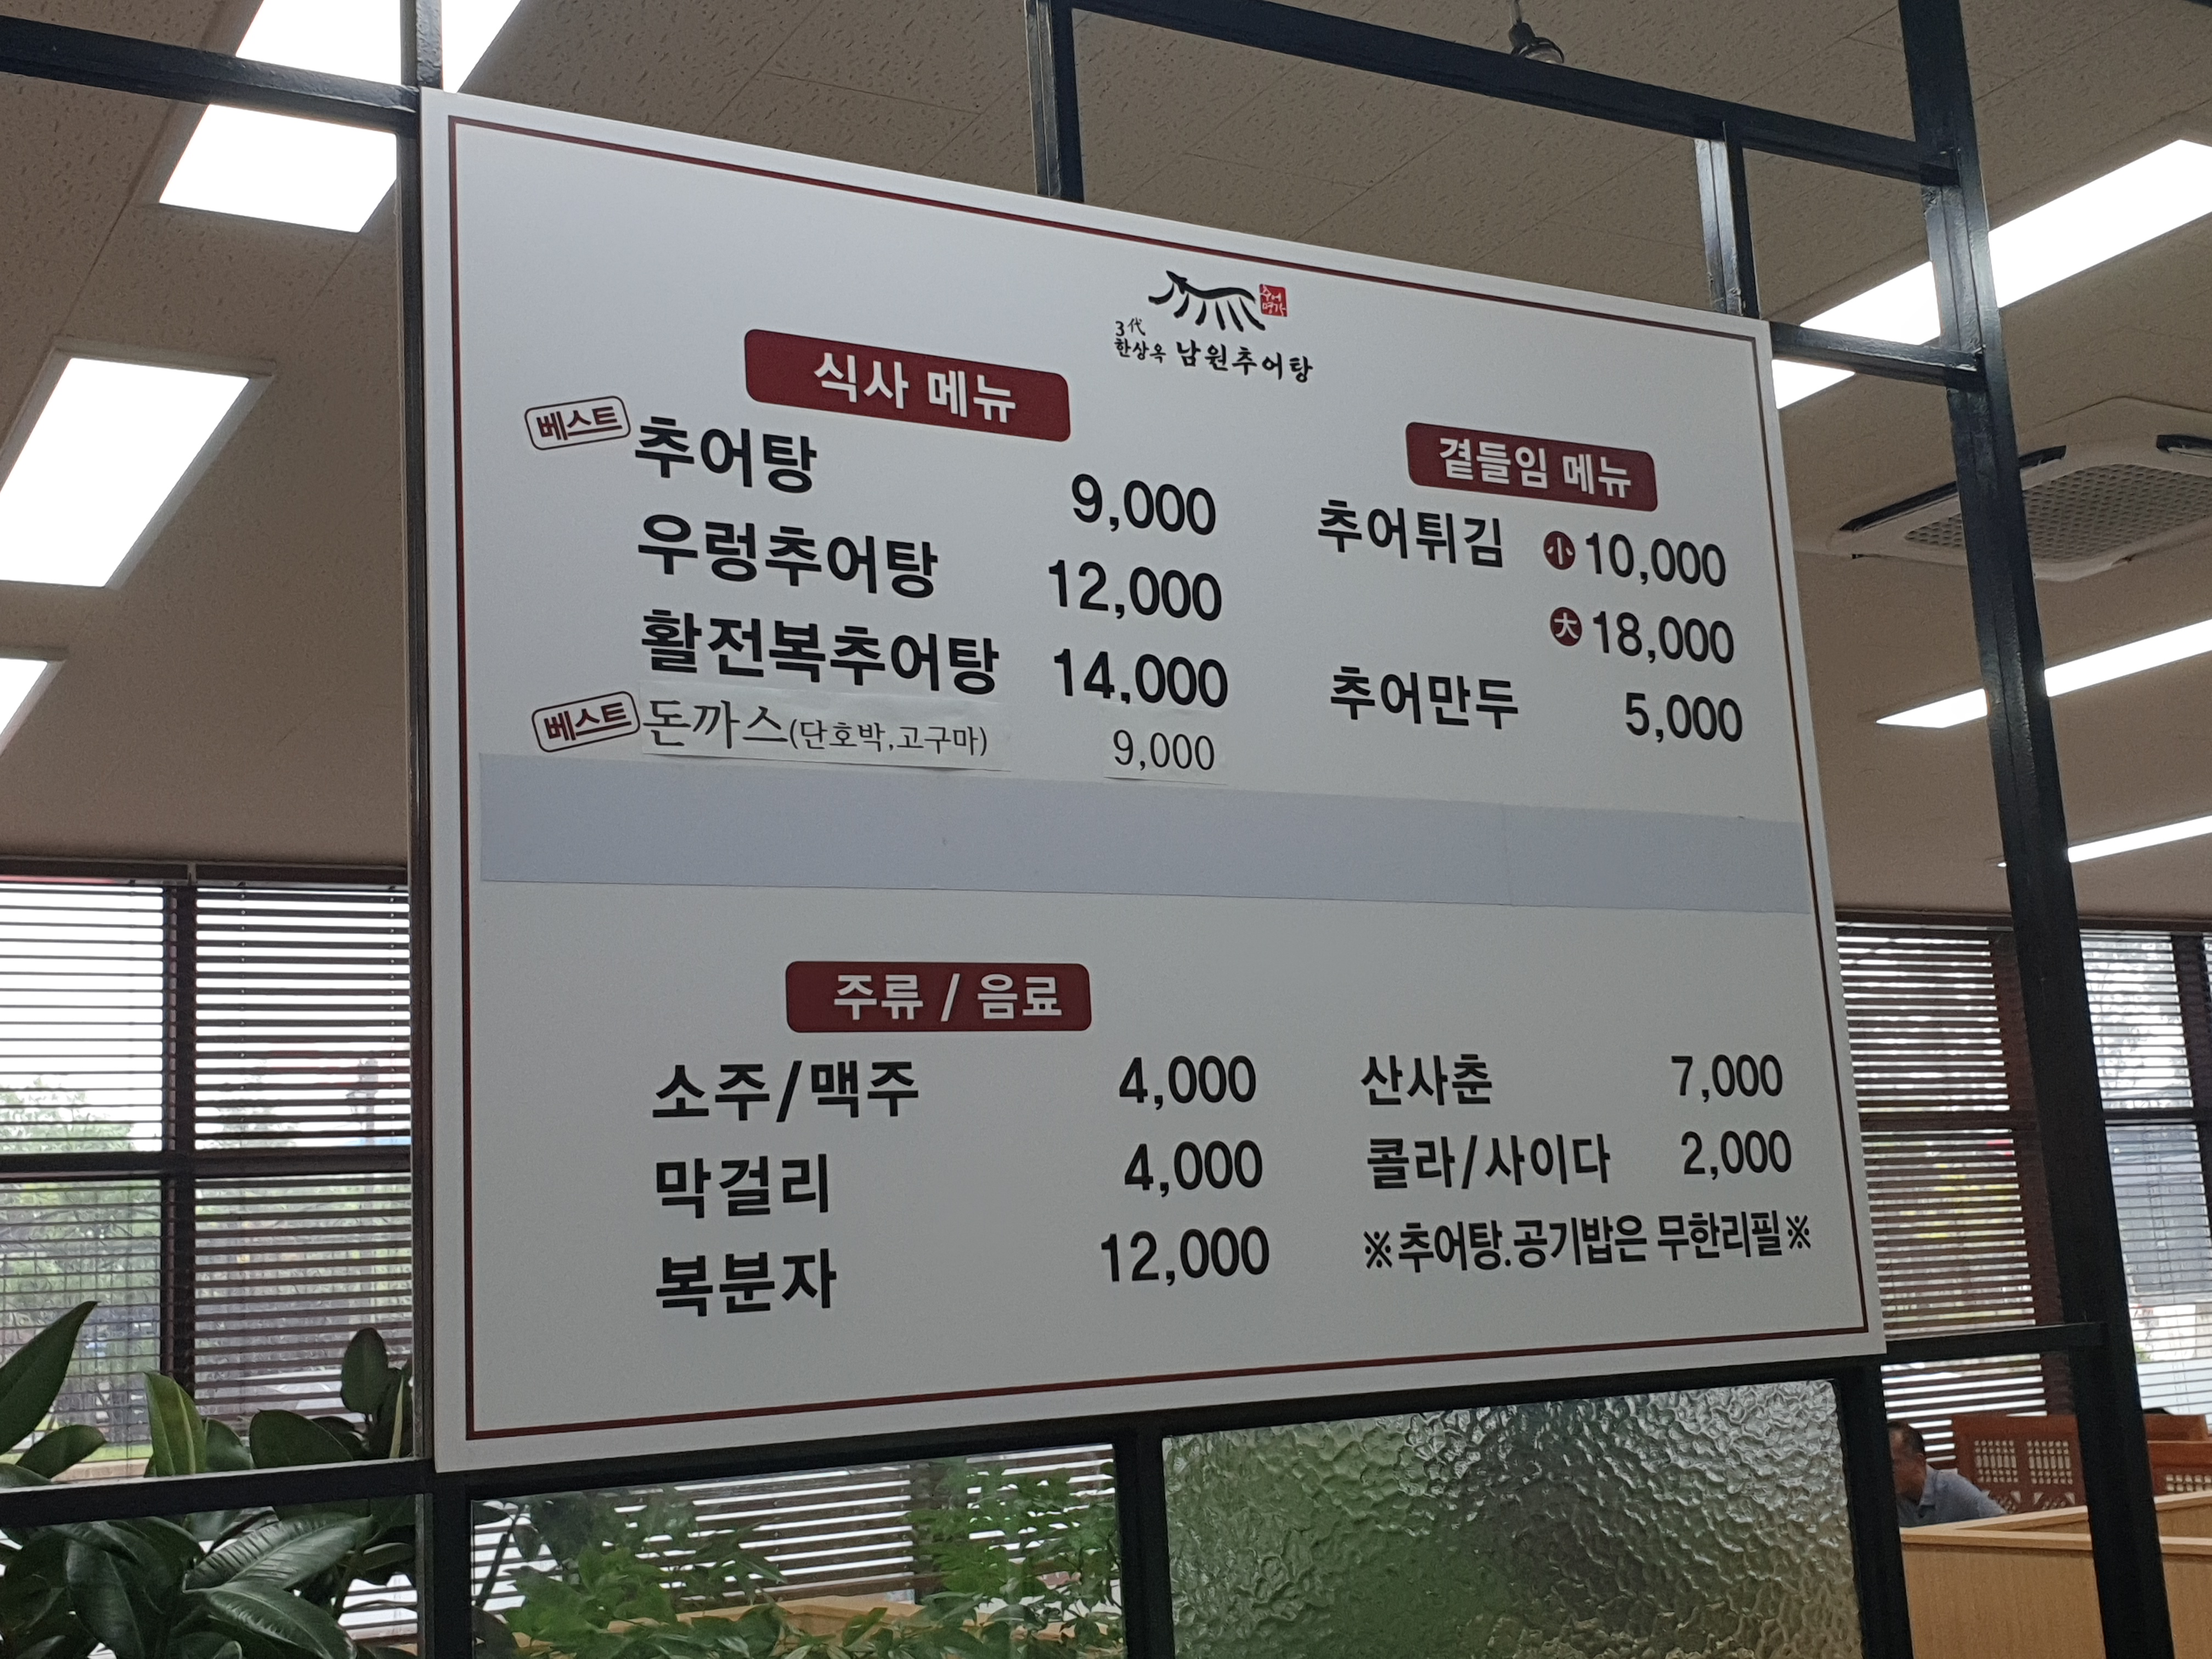 추어
명가
3代
한상옥 남원추어탕
식사 메뉴
베스트 추어탕 9,000
우렁추어탕 12,000
활전복추어탕 14,000
베스트 돈까스(단호박,고구마) 9,000
곁들임 메뉴
추어튀김 小 10,000
大 18,000
추어만두 5,000
주류 / 음료
소주/맥주 4,000
막걸리 4,000
복분자 12,000
산사춘 7,000
콜라/사이다 2,000
※추어탕.공기밥은 무한리필※